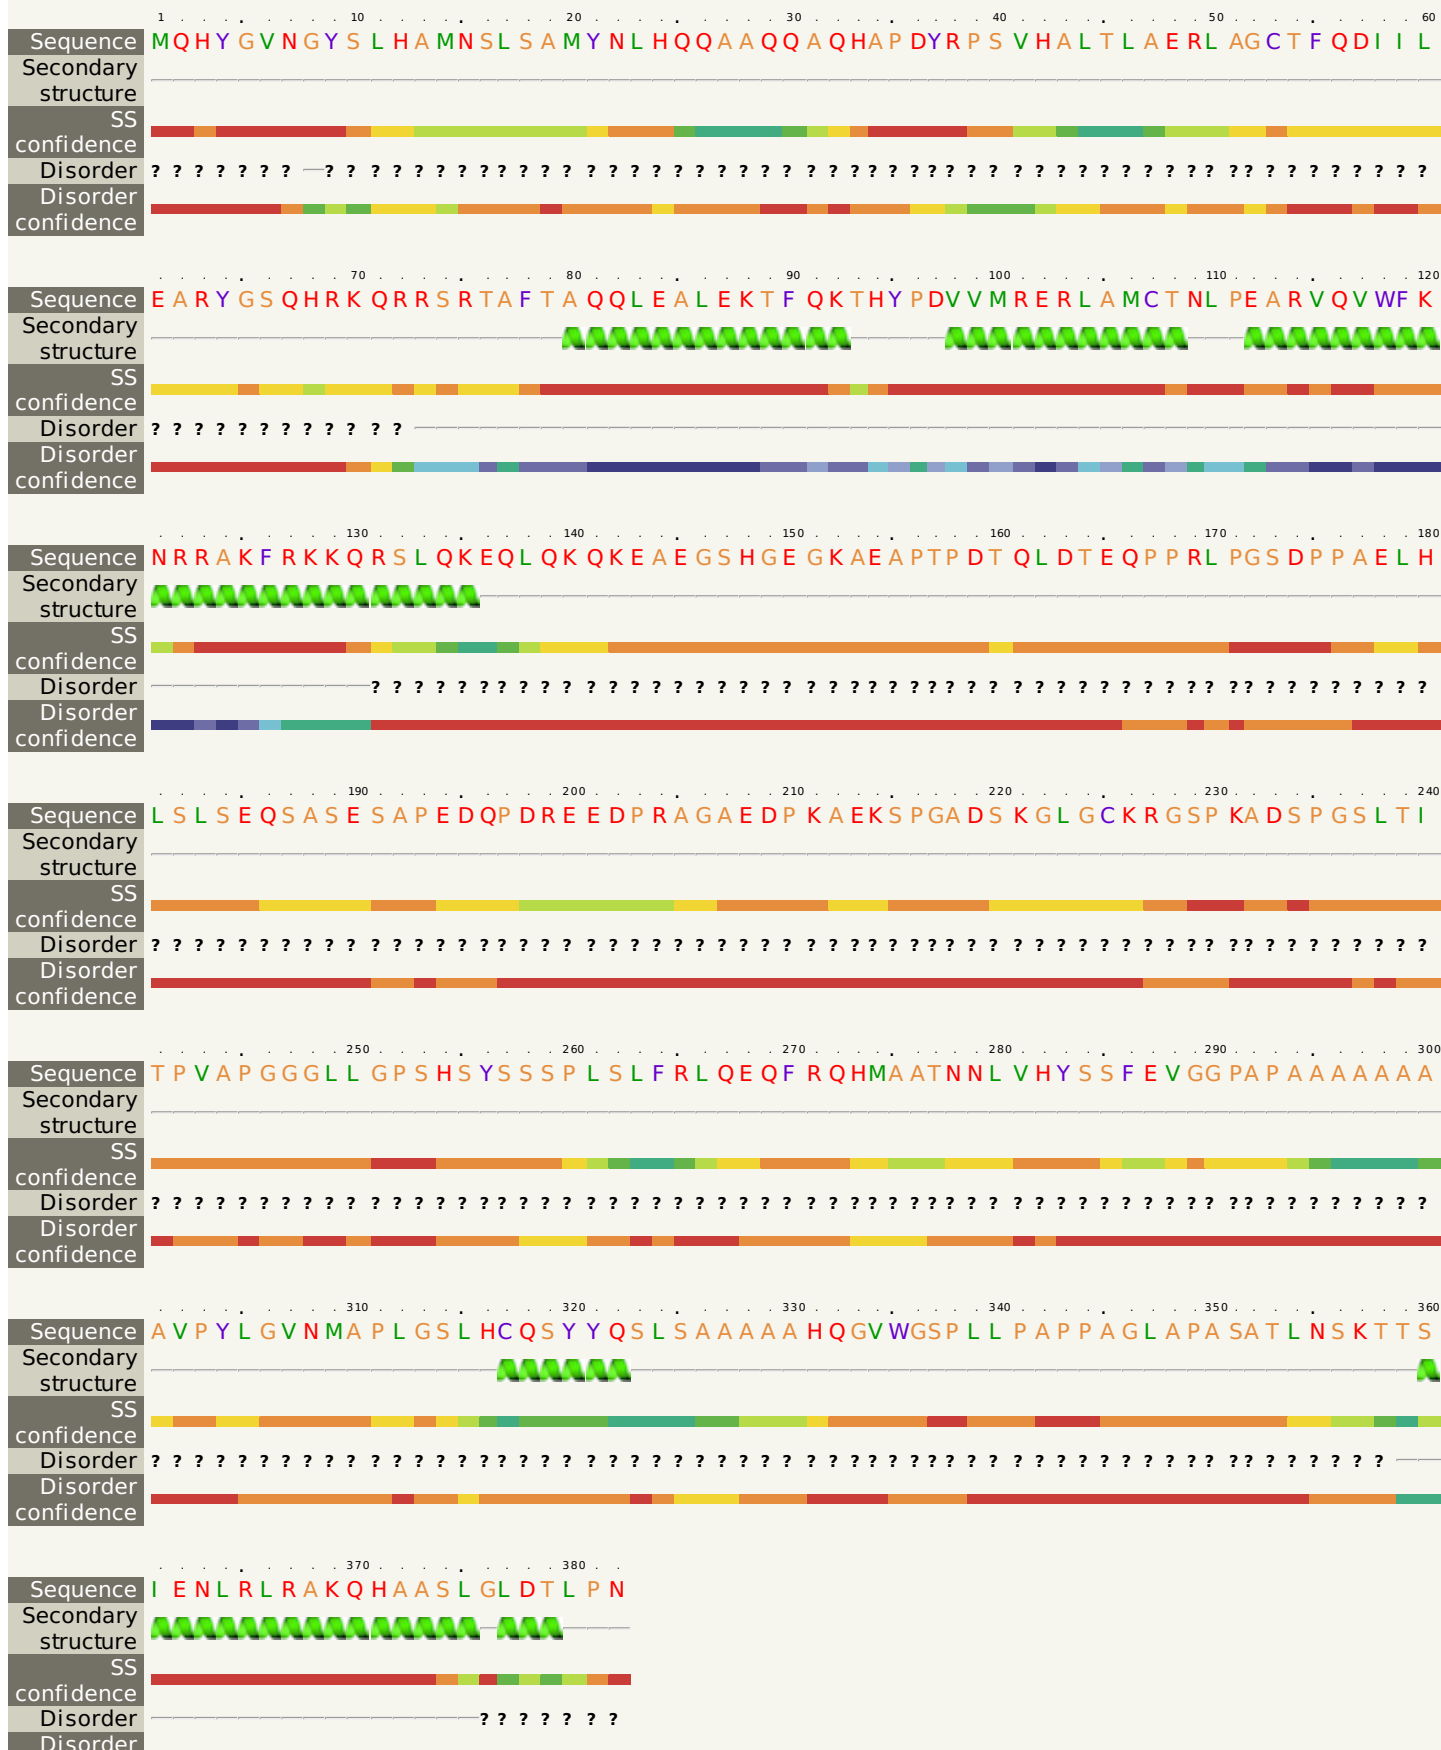 1 10 20 30 40 50 60
Sequence MQHYGVNGYSLHAMNSLSAMYNLHQQAAQQAQHAPDYRPSVHALTLAERLAGCTFQDIIL
Secondary
structure
SS
confidence
Disorder ??????? ????????????????????????????????????????????????????
Disorder
confidence
70 80 90 100 110 120
Sequence EARYGSQHRKQRRSRTAFTAQQLEALEKTFQKTHYPDVVMRERLAMCTNLPEARVQVWFK
Secondary
structure
SS
confidence
Disorder ????????????
Disorder
confidence
130 140 150 160 170 180
Sequence NRRAKFRKKQRSLQKEQLQKQKEAEGSHGEGKAEAPTPDTQLDTEQPPRLPGSDPPAELH
Secondary
structure
SS
confidence
Disorder ??????????????????????????????????????????????????
Disorder
confidence
190 200 210 220 230 240
Sequence LSLSEQSASESAPEDQPDREEDPRAGAEDPKAEKSPGADSKGLGCKRGSPKADSPGSLTI
Secondary
structure
SS
confidence
Disorder ????????????????????????????????????????????????????????????
Disorder
confidence
250 260 270 280 290 300
Sequence TPVAPGGGLLGPSHSYSSSPLSLFRLQEQFRQHMAATNNLVHYSSFEVGGPAPAAAAAAA
Secondary
structure
SS
confidence
Disorder ????????????????????????????????????????????????????????????
Disorder
confidence
310 320 330 340 350 360
Sequence AVPYLGVNMAPLGSLHCQSYYQSLSAAAAAHQGVWGSPLLPAPPAGLAPASATLNSKTTS
Secondary
structure
SS
confidence
Disorder ??????????????????????????????????????????????????????????
Disorder
confidence
370 380
Sequence IENLRLRAKQHAASLGLDTLPN
Secondary
structure
SS
confidence
Disorder ???????
Disorder